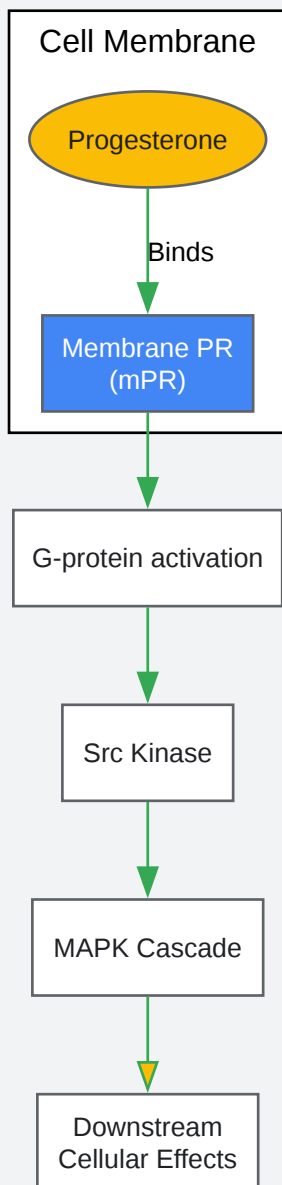 Cell Membrane
Progesterone
Binds
Membrane PR
(mPR)
G-protein activation
Src Kinase
MAPK Cascade
Downstream
Cellular Effects